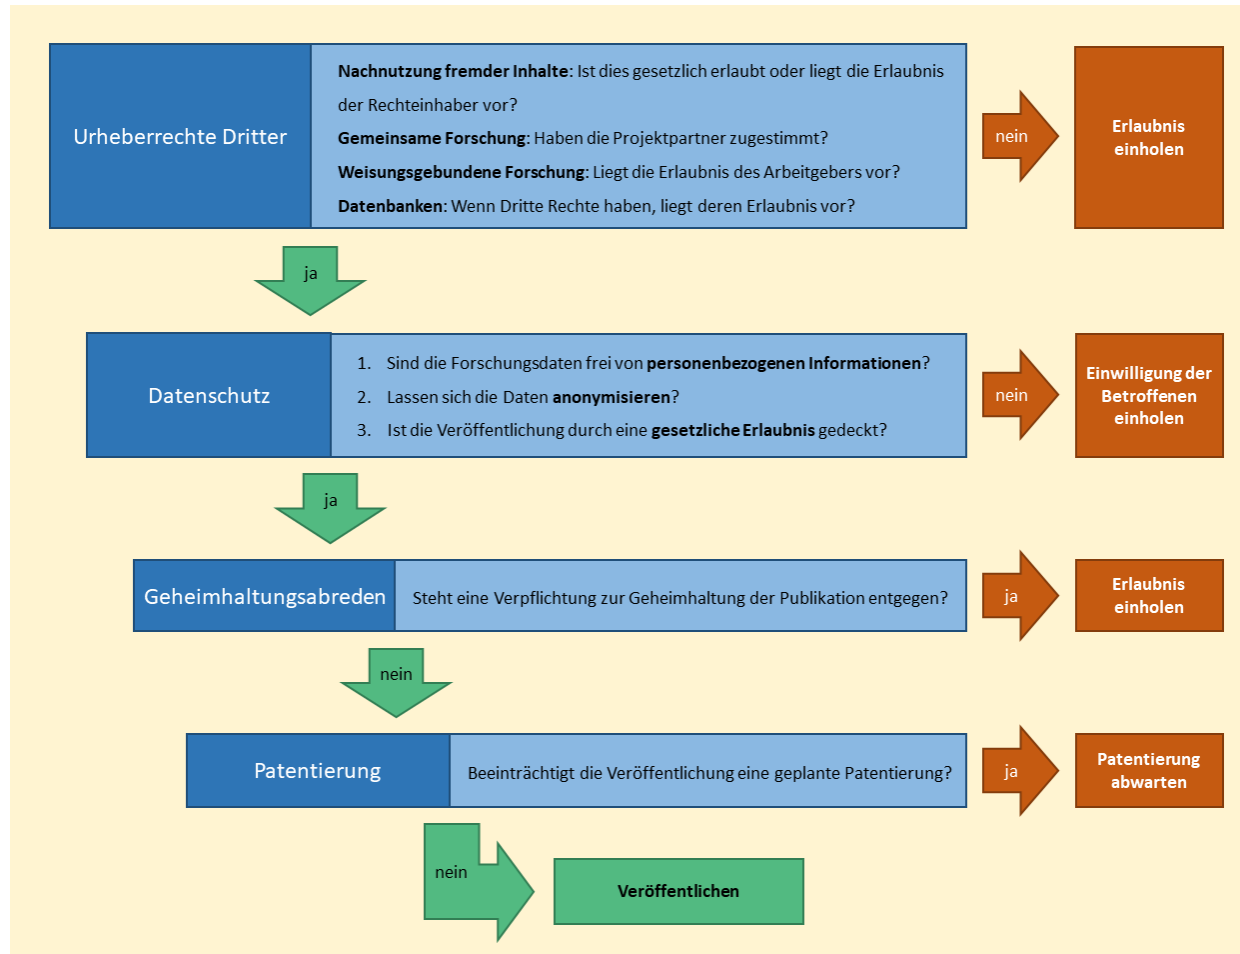 Urheberrechte Dritter
Nachnutzung fremder Inhalte: Ist dies gesetzlich erlaubt oder liegt die Erlaubnis
der Rechteinhaber vor?
Gemeinsame Forschung: Haben die Projektpartner zugestimmt?
Weisungsgebundene Forschung: Liegt die Erlaubnis des Arbeitgebers vor?
Datenbanken: Wenn Dritte Rechte haben, liegt deren Erlaubnis vor?
nein
Erlaubnis
einholen
ja
Datenschutz
1. Sind die Forschungsdaten frei von personenbezogenen Informationen?
2. Lassen sich die Daten anonymisieren?
3. Ist die Veröffentlichung durch eine gesetzliche Erlaubnis gedeckt?
nein
Einwilligung der
Betroffenen
einholen
ja
Geheimhaltungsabreden
Steht eine Verpflichtung zur Geheimhaltung der Publikation entgegen?
ja
Erlaubnis
einholen
nein
Patentierung
Beeinträchtigt die Veröffentlichung eine geplante Patentierung?
ja
Patentierung
abwarten
nein
Veröffentlichen